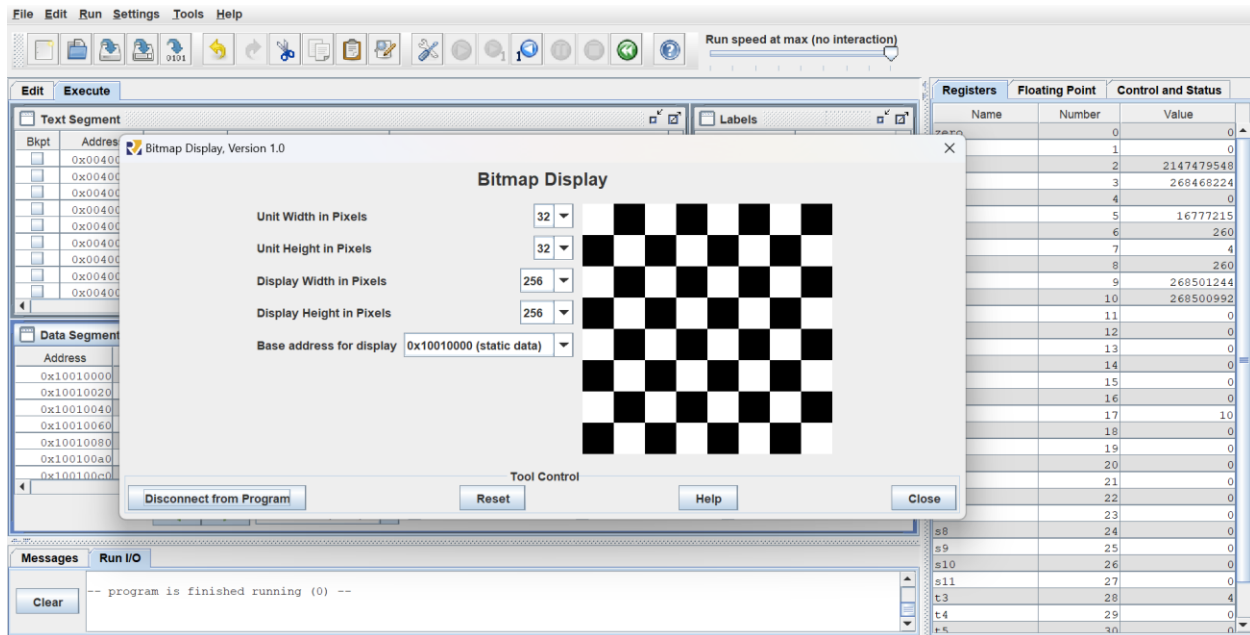 File Edit Run Settings Tools Help
0101
1
1
Run speed at max (no interaction)
Edit Execute
Text Segment
Labels
Bkpt Addres
0x00400
0x00400
0x00400
0x00400
0x00400
0x00400
0x00400
0x00400
0x00400
Data Segment
Address
0x10010000
0x10010020
0x10010040
0x10010060
0x10010080
0x100100a0
0x100100c0
Bitmap Display, Version 1.0
Bitmap Display
Unit Width in Pixels 32
Unit Height in Pixels 32
Display Width in Pixels 256
Display Height in Pixels 256
Base address for display 0x10010000 (static data)
Tool Control
Disconnect from Program Reset Help Close
Messages Run I/O
Clear
-- program is finished running (0) --
Registers Floating Point Control and Status
Name Number Value
zero 0 0
1 0
2 2147479548
3 268468224
4 0
5 16777215
6 260
7 4
8 260
9 268501244
10 268500992
11 0
12 0
13 0
14 0
15 0
16 0
17 10
18 0
19 0
20 0
21 0
22 0
23 0
s8 24 0
s9 25 0
s10 26 0
s11 27 0
t3 28 4
t4 29 0
t5 30 0